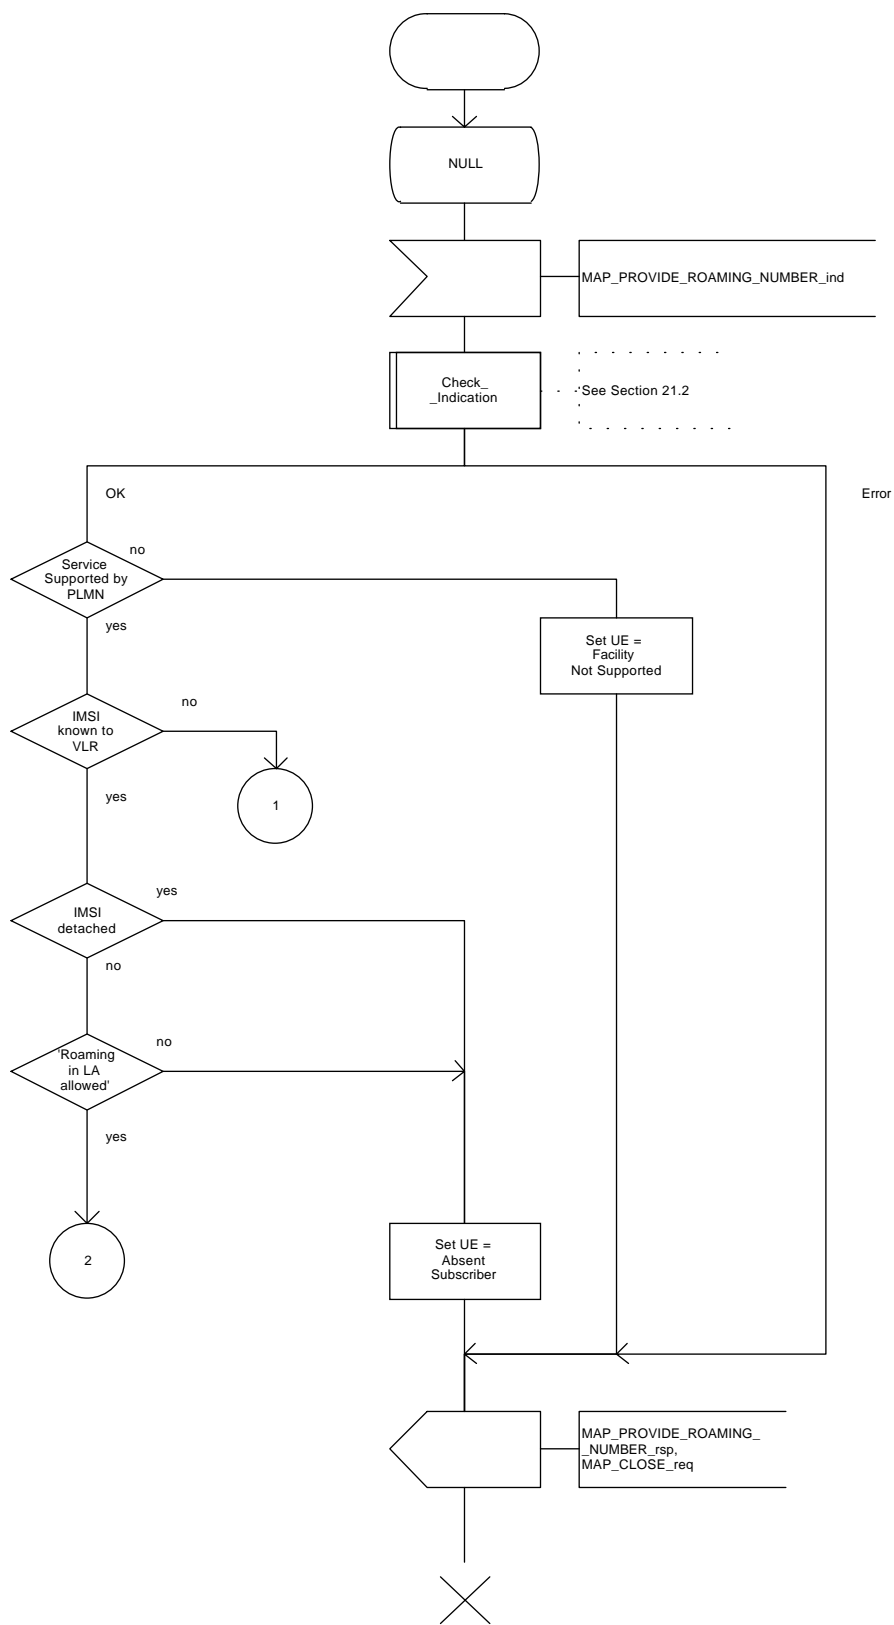 NULL
MAP_PROVIDE_ROAMING_NUMBER_ind
Check_
_Indication
See Section 21.2
OK
Error
no
Service
Supported by
PLMN
yes
Set UE =
Facility
Not Supported
no
IMSI
known to
VLR
yes
1
yes
IMSI
detached
no
no
'Roaming
in LA
allowed'
yes
2
Set UE =
Absent
Subscriber
MAP_PROVIDE_ROAMING_
_NUMBER_rsp,
MAP_CLOSE_req